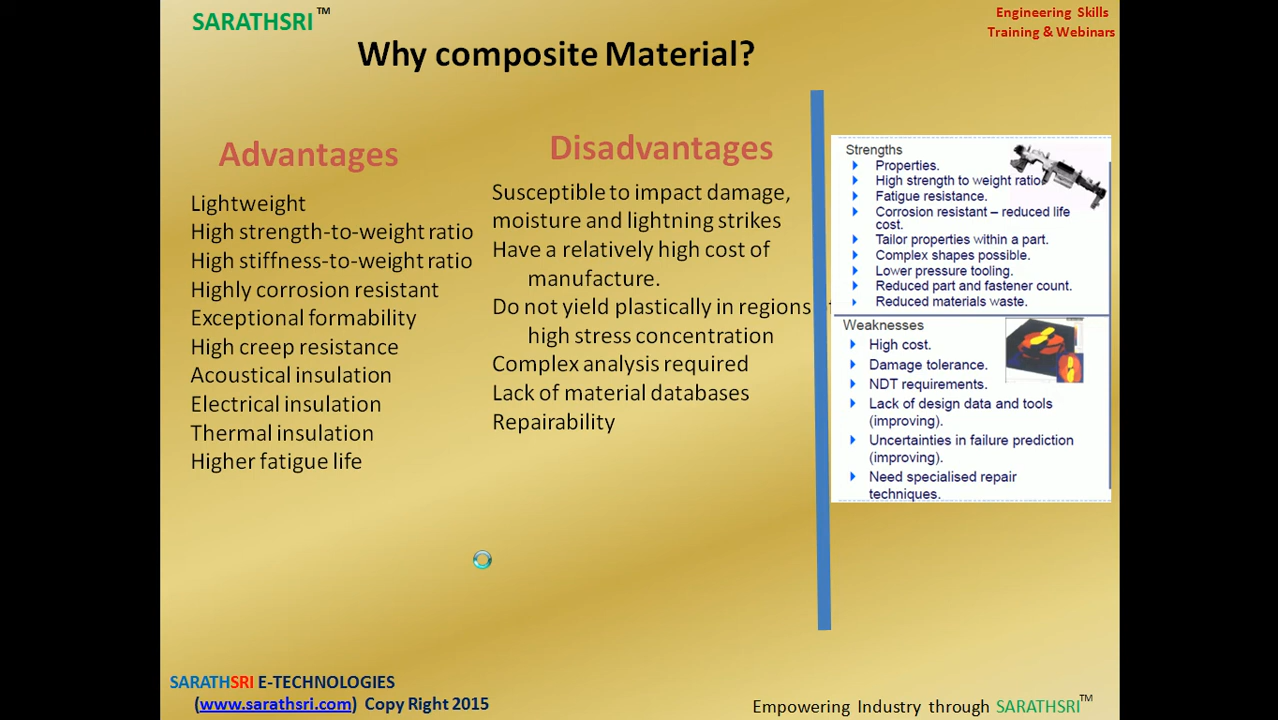 SARATHSRI TM
Engineering Skills
Training & Webinars
Why composite Material?
Advantages
Lightweight
High strength-to-weight ratio
High stiffness-to-weight ratio
Highly corrosion resistant
Exceptional formability
High creep resistance
Acoustical insulation
Electrical insulation
Thermal insulation
Higher fatigue life
Disadvantages
Susceptible to impact damage,
moisture and lightning strikes
Have a relatively high cost of
manufacture.
Do not yield plastically in regions
high stress concentration
Complex analysis required
Lack of material databases
Repairability
Strengths
Properties.
High strength to weight ratio.
Fatigue resistance.
Corrosion resistant – reduced life
cost.
Tailor properties within a part.
Complex shapes possible.
Lower pressure tooling.
Reduced part and fastener count.
Reduced materials waste.
Weaknesses
High cost.
Damage tolerance.
NDT requirements.
Lack of design data and tools
(improving).
Uncertainties in failure prediction
(improving).
Need specialised repair
techniques.
SARATHSRI E-TECHNOLOGIES
(www.sarathsri.com) Copy Right 2015
Empowering Industry through SARATHSRI TM